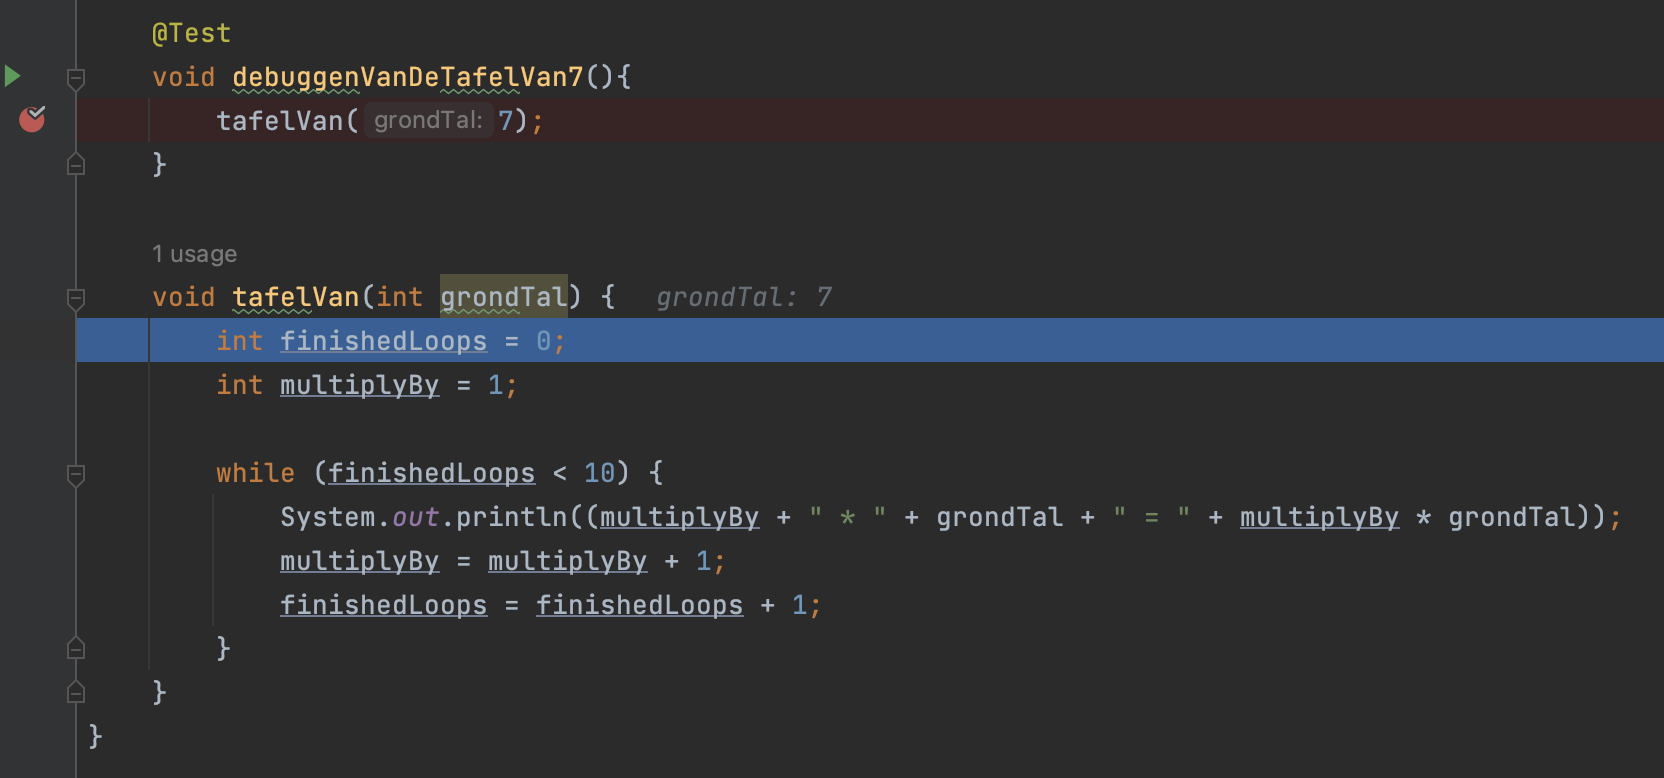 @Test
void debuggenVanDeTafelVan7(){
tafelVan( grondTal: 7);
}
1 usage
void tafelVan(int grondTal) { grondTal: 7
int finishedLoops = 0;
int multiplyBy = 1;
while (finishedLoops < 10) {
System.out.println((multiplyBy + " * " + grondTal + " = " + multiplyBy * grondTal));
multiplyBy = multiplyBy + 1;
finishedLoops = finishedLoops + 1;
}
}
}